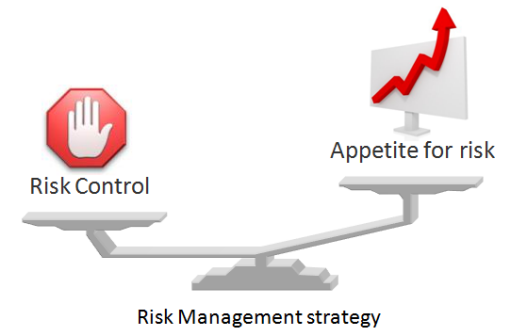 Appetite for risk
Risk Control
Risk Management strategy